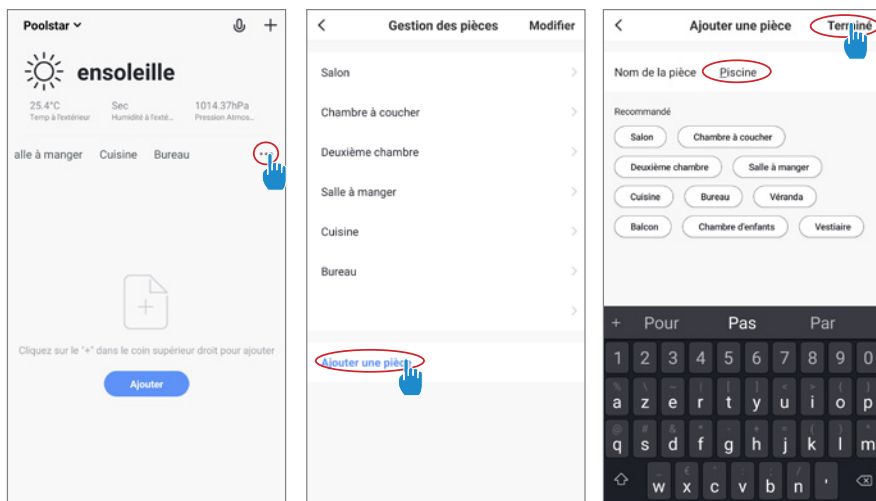 Poolstar
ensoleille
25.4°C Sec 1014.37hPa
Temp à l'extérieur Humidité à l'exté... Pression Atmos...
alle à manger Cuisine Bureau ...
Cliquez sur le "+" dans le coin supérieur droit pour ajouter
Ajouter
Gestion des pièces Modifier
Salon
Chambre à coucher
Deuxième chambre
Salle à manger
Cuisine
Bureau
Ajouter une pièce
Ajouter une pièce Terminé
Nom de la pièce Piscine
Recommandé
Salon Chambre à coucher
Deuxième chambre Salle à manger
Cuisine Bureau Véranda
Balcon Chambre d'enfants Vestiaire
+ Pour Pas Par
1 2 3 4 5 6 7 8 9 0
a z e r t y u i o p
q s d f g h j k l m
w x c v b n '